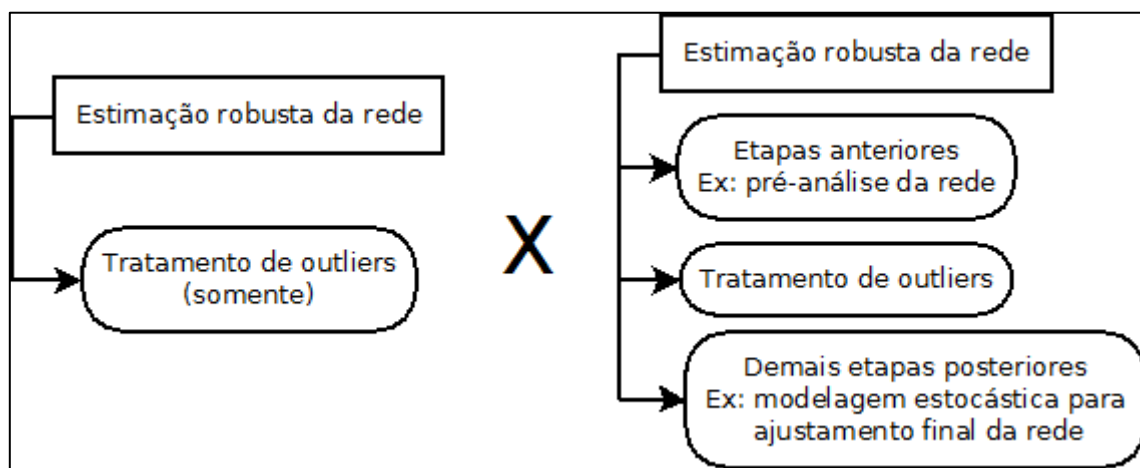 Estimação robusta da rede
Tratamento de outliers
(somente)
X
Estimação robusta da rede
Etapas anteriores
Ex: pré-análise da rede
Tratamento de outliers
Demais etapas posteriores
Ex: modelagem estocástica para
ajustamento final da rede